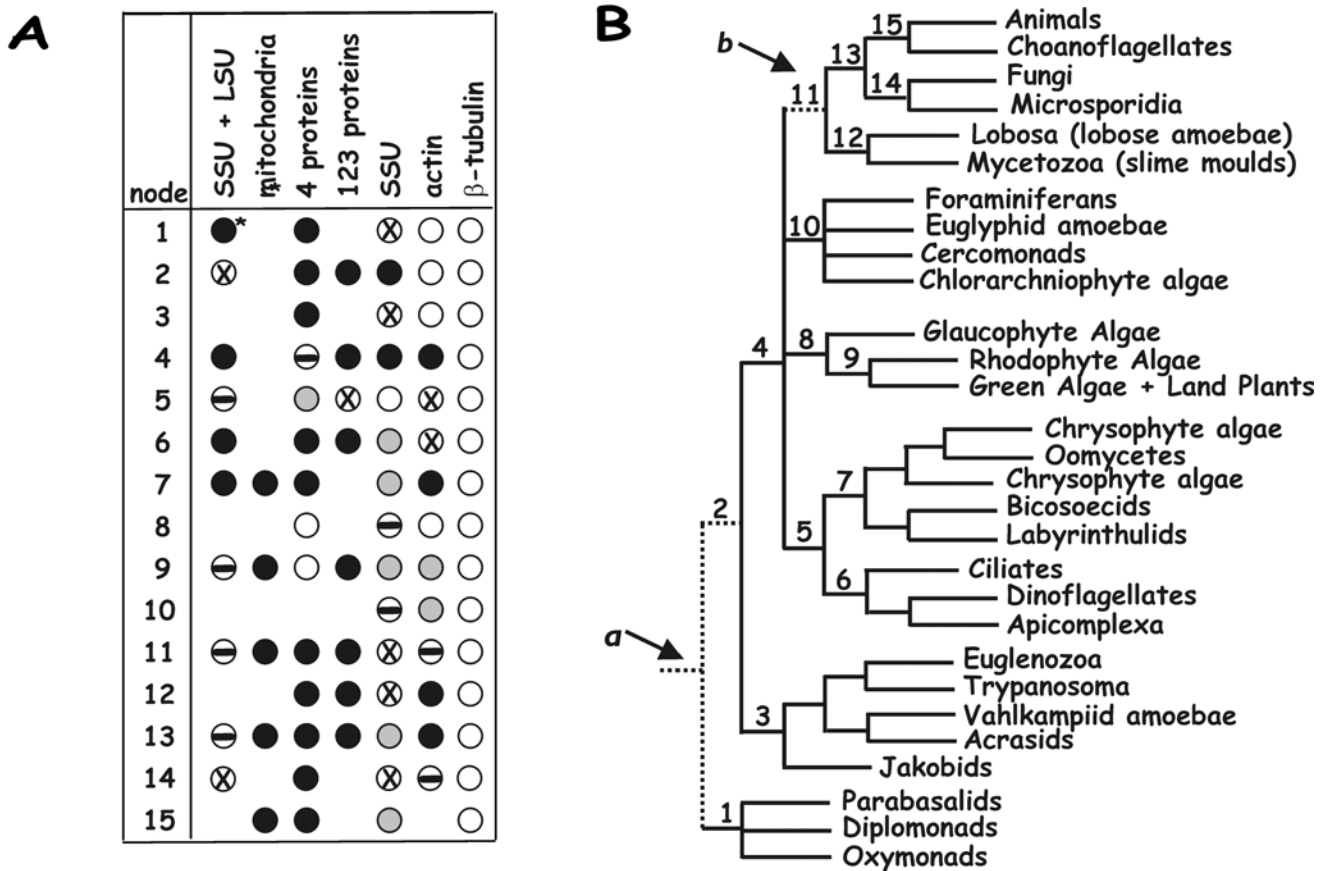 A
node SSU + LSU mitochondria 4 proteins 123 proteins SSU actin β-tubulin
1 *
2
3
4
5
6
7
8
9
10
11
12
13
14
15
B
b
a
15
13
14
11
12
10
8
9
4
7
5
6
2
3
1
Animals
Choanoflagellates
Fungi
Microsporidia
Lobosa (lobose amoebae)
Mycetozoa (slime moulds)
Foraminiferans
Euglyphid amoebae
Cercomonads
Chlorarchniophyte algae
Glaucophyte Algae
Rhodophyte Algae
Green Algae + Land Plants
Chrysophyte algae
Oomycetes
Chrysophyte algae
Bicosoecids
Labyrinthulids
Ciliates
Dinoflagellates
Apicomplexa
Euglenozoa
Trypanosoma
Vahlkampiid amoebae
Acrasids
Jakobids
Parabasalids
Diplomonads
Oxymonads